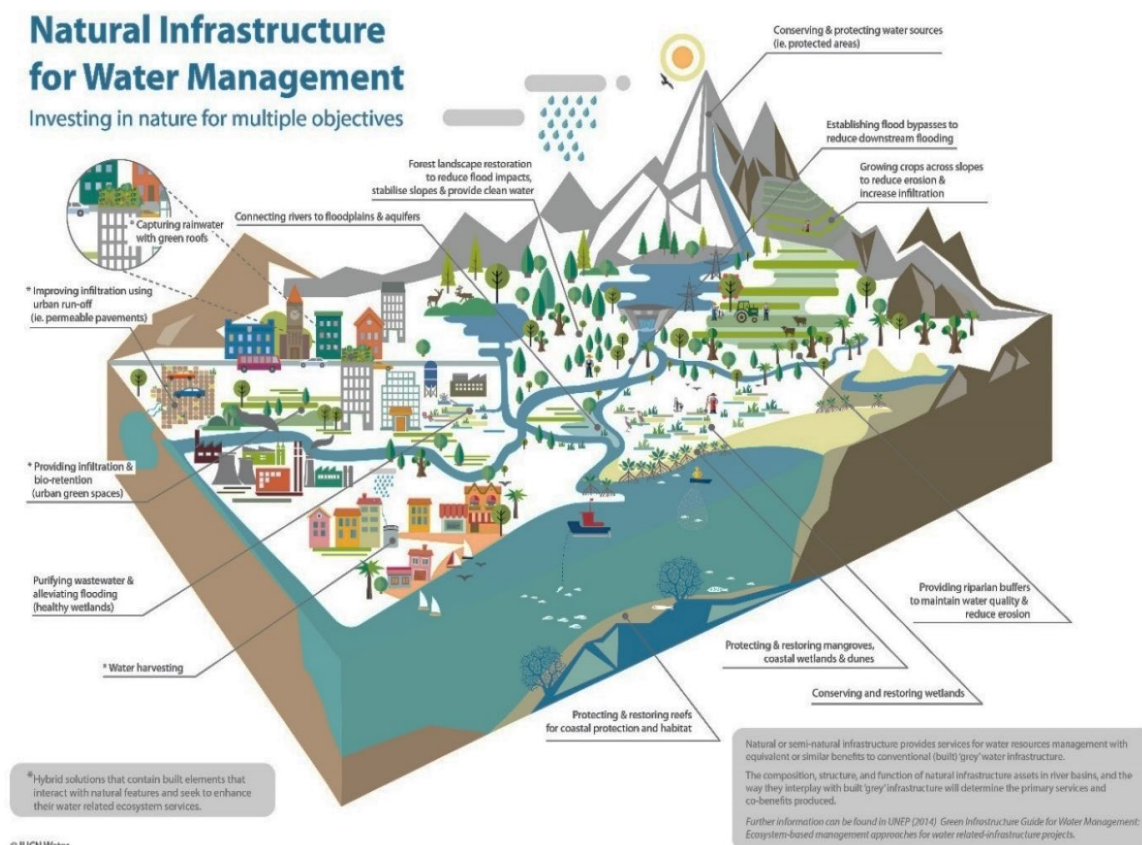 Natural Infrastructure
for Water Management
Investing in nature for multiple objectives
Conserving & protecting water sources
(ie. protected areas)
Establishing flood bypasses to
reduce downstream flooding
Growing crops across slopes
to reduce erosion &
increase infiltration
Forest landscape restoration
to reduce flood impacts,
stabilise slopes & provide clean water
Connecting rivers to floodplains & aquifers
* Capturing rainwater
with green roofs
* Improving infiltration using
urban run-off
(ie. permeable pavements)
* Providing infiltration &
bio-retention
(urban green spaces)
Purifying wastewater &
alleviating flooding
(healthy wetlands)
* Water harvesting
Providing riparian buffers
to maintain water quality &
reduce erosion
Protecting & restoring mangroves,
coastal wetlands & dunes
Conserving and restoring wetlands
Protecting & restoring reefs
for coastal protection and habitat
*Hybrid solutions that contain built elements that
interact with natural features and seek to enhance
their water related ecosystem services.
Natural or semi-natural infrastructure provides services for water resources management with
equivalent or similar benefits to conventional (built) 'grey' water infrastructure.
The composition, structure, and function of natural infrastructure assets in river basins, and the
way they interplay with built 'grey' infrastructure will determine the primary services and
co-benefits produced.
Further information can be found in UNEP (2014) Green Infrastructure Guide for Water Management:
Ecosystem-based management approaches for water related-infrastructure projects.
© IUCN Water